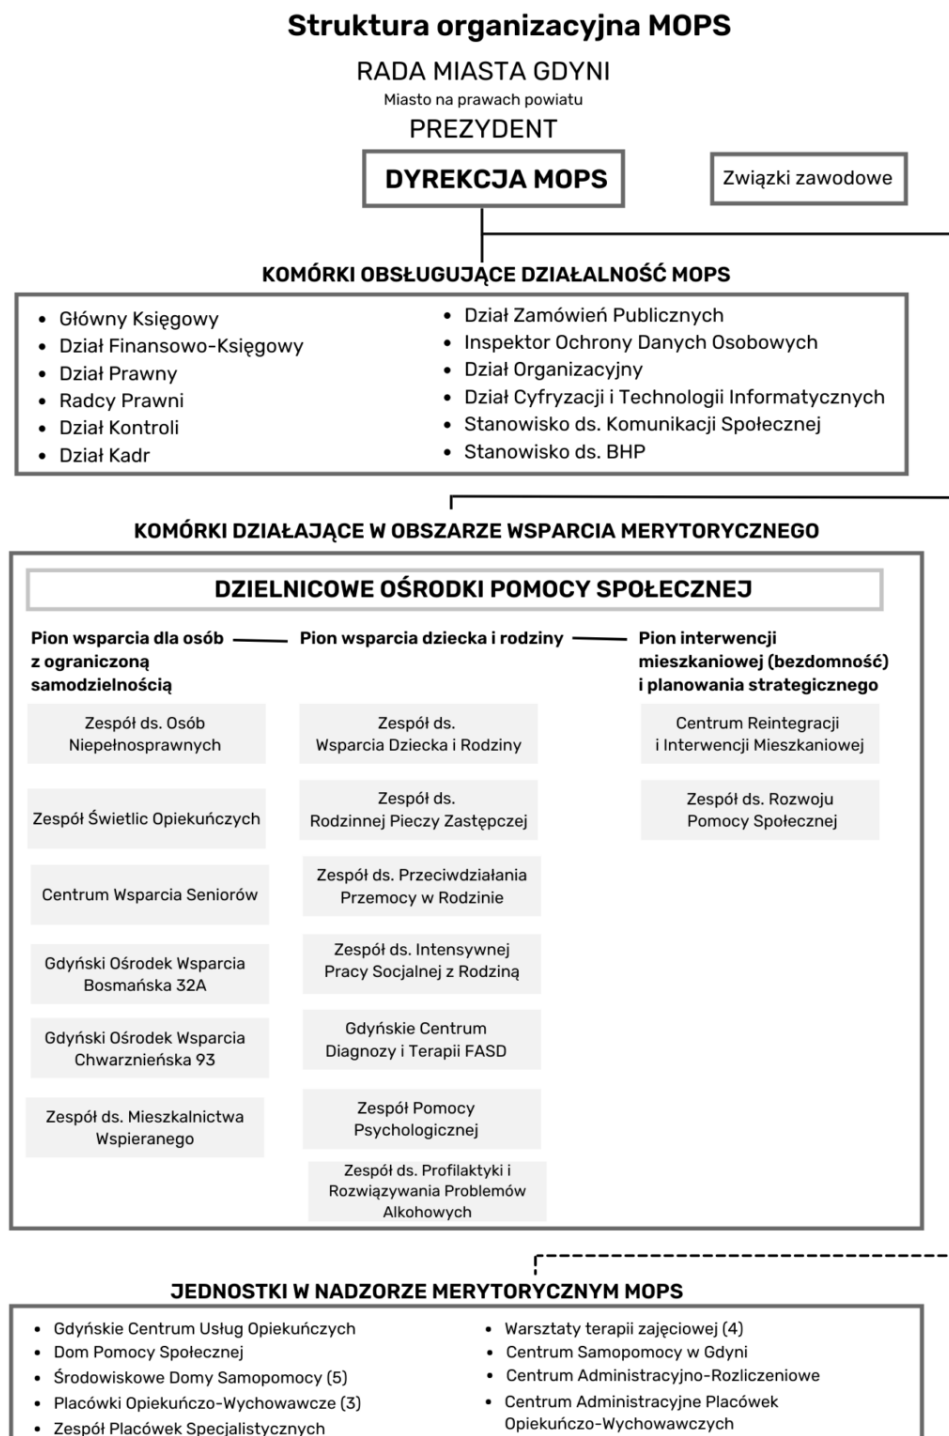 Struktura organizacyjna MOPS
RADA MIASTA GDYNI
Miasto na prawach powiatu
PREZYDENT
DYREKCJA MOPS
Związki zawodowe
KOMÓRKI OBSŁUGUJĄCE DZIAŁALNOŚĆ MOPS
• Główny Księgowy
• Dział Finansowo-Księgowy
• Dział Prawny
• Radcy Prawni
• Dział Kontroli
• Dział Kadr
• Dział Zamówień Publicznych
• Inspektor Ochrony Danych Osobowych
• Dział Organizacyjny
• Dział Cyfryzacji i Technologii Informatycznych
• Stanowisko ds. Komunikacji Społecznej
• Stanowisko ds. BHP
KOMÓRKI DZIAŁAJĄCE W OBSZARZE WSPARCIA MERYTORYCZNEGO
DZIELNICOWE OŚRODKI POMOCY SPOŁECZNEJ
Pion wsparcia dla osób
z ograniczoną
samodzielnością
Zespół ds. Osób
Niepełnosprawnych
Zespół Świetlic Opiekuńczych
Centrum Wsparcia Seniorów
Gdyński Ośrodek Wsparcia
Bosmańska 32A
Gdyński Ośrodek Wsparcia
Chwarznieńska 93
Zespół ds. Mieszkalnictwa
Wspieranego
Pion wsparcia dziecka i rodziny
Zespół ds.
Wsparcia Dziecka i Rodziny
Zespół ds.
Rodzinnej Pieczy Zastępczej
Zespół ds. Przeciwdziałania
Przemocy w Rodzinie
Zespół ds. Intensywnej
Pracy Socjalnej z Rodziną
Gdyńskie Centrum
Diagnozy i Terapii FASD
Zespół Pomocy
Psychologicznej
Zespół ds. Profilaktyki i
Rozwiązywania Problemów
Alkohowych
Pion interwencji
mieszkaniowej (bezdomność)
i planowania strategicznego
Centrum Reintegracji
i Interwencji Mieszkaniowej
Zespół ds. Rozwoju
Pomocy Społecznej
JEDNOSTKI W NADZORZE MERYTORYCZNYM MOPS
• Gdyńskie Centrum Usług Opiekuńczych
• Dom Pomocy Społecznej
• Środowiskowe Domy Samopomocy (5)
• Placówki Opiekuńczo-Wychowawcze (3)
• Zespół Placówek Specjalistycznych
• Warsztaty terapii zajęciowej (4)
• Centrum Samopomocy w Gdyni
• Centrum Administracyjno-Rozliczeniowe
• Centrum Administracyjne Placówek
Opiekuńczo-Wychowawczych